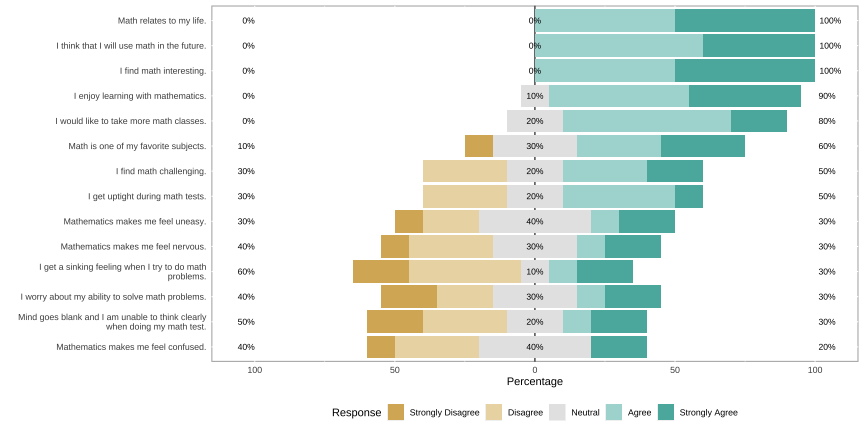 Math relates to my life. 0% 0% 100%
I think that I will use math in the future. 0% 0% 100%
I find math interesting. 0% 0% 100%
I enjoy learning with mathematics. 0% 10% 90%
I would like to take more math classes. 0% 20% 80%
Math is one of my favorite subjects. 10% 30% 60%
I find math challenging. 30% 20% 50%
I get uptight during math tests. 30% 20% 50%
Mathematics makes me feel uneasy. 30% 40% 30%
Mathematics makes me feel nervous. 40% 30% 30%
I get a sinking feeling when I try to do math
problems. 60% 10% 30%
I worry about my ability to solve math problems. 40% 30% 30%
Mind goes blank and I am unable to think clearly
when doing my math test. 50% 20% 30%
Mathematics makes me feel confused. 40% 40% 20%
100 50 0 50 100
Percentage
Response Strongly Disagree Disagree Neutral Agree Strongly Agree